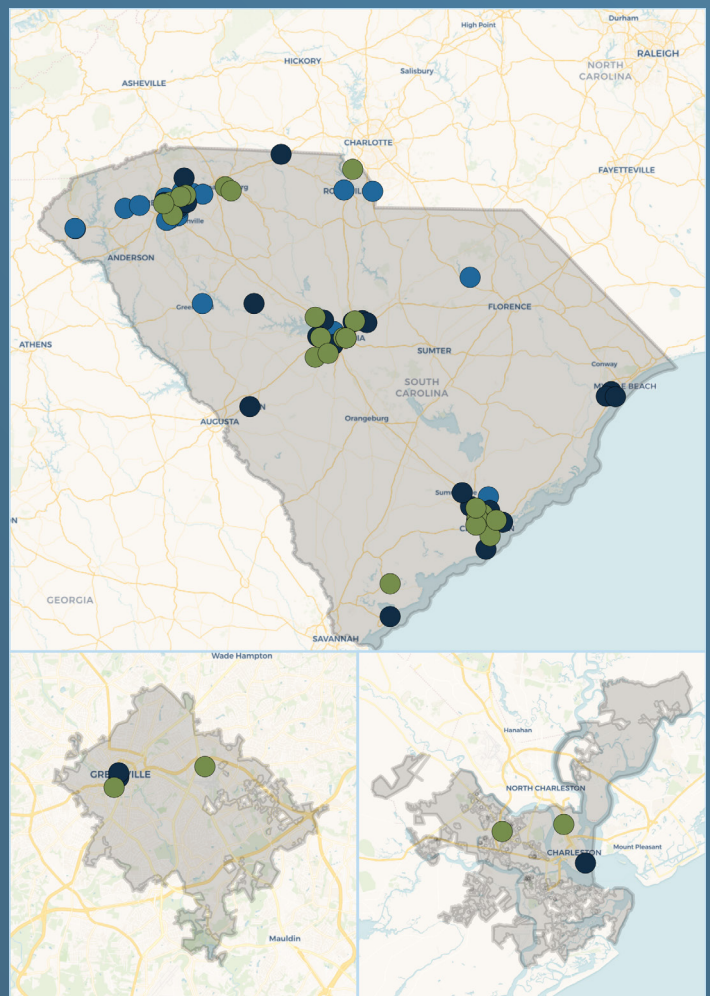 Durham
High Point
RALEIGH
HICKORY
NORTH
CAROLINA
Salisbury
ASHEVILLE
CHARLOTTE
FAYETTEVILLE
ANDERSON
FLORENCE
ATHENS
SUMTER
Conway
SOUTH
CAROLINA
AUGUSTA
Orangeburg
GEORGIA
SAVANNAH
Wade Hampton
Mauldin
Hanahan
NORTH CHARLESTON
CHARLESTON
Mount Pleasant